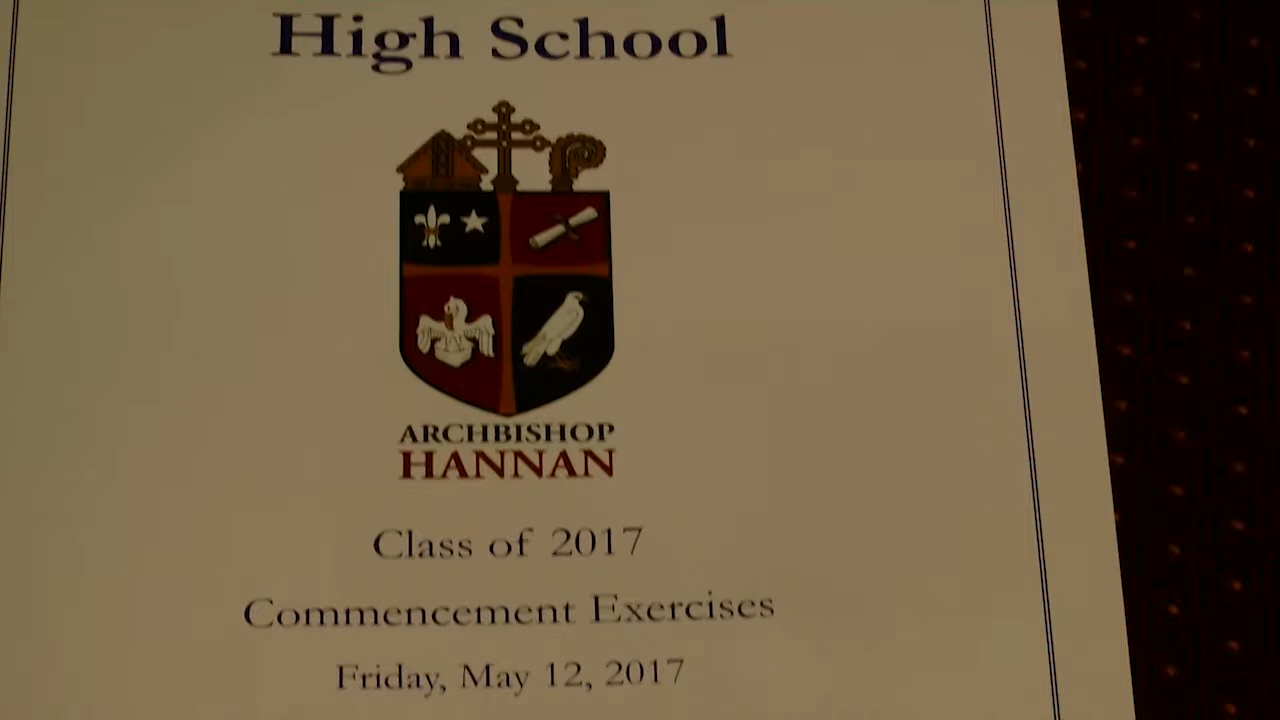 High School
ARCHBISHOP
HANNAN
Class of 2017
Commencement Exercises
Friday, May 12, 2017